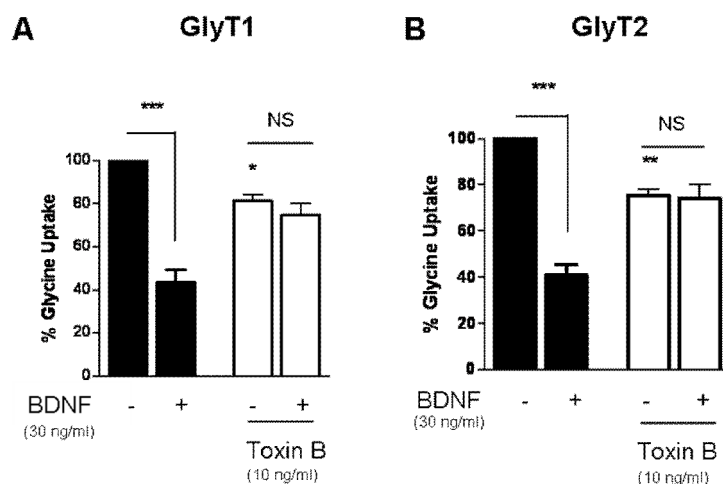 A
GlyT1
***
NS
*
% Glycine Uptake
100
80
60
40
20
0
BDNF
(30 ng/ml)
- + - +
Toxin B
(10 ng/ml)
B
GlyT2
***
NS
**
% Glycine Uptake
100
80
60
40
20
0
BDNF
(30 ng/ml)
- + - +
Toxin B
(10 ng/ml)